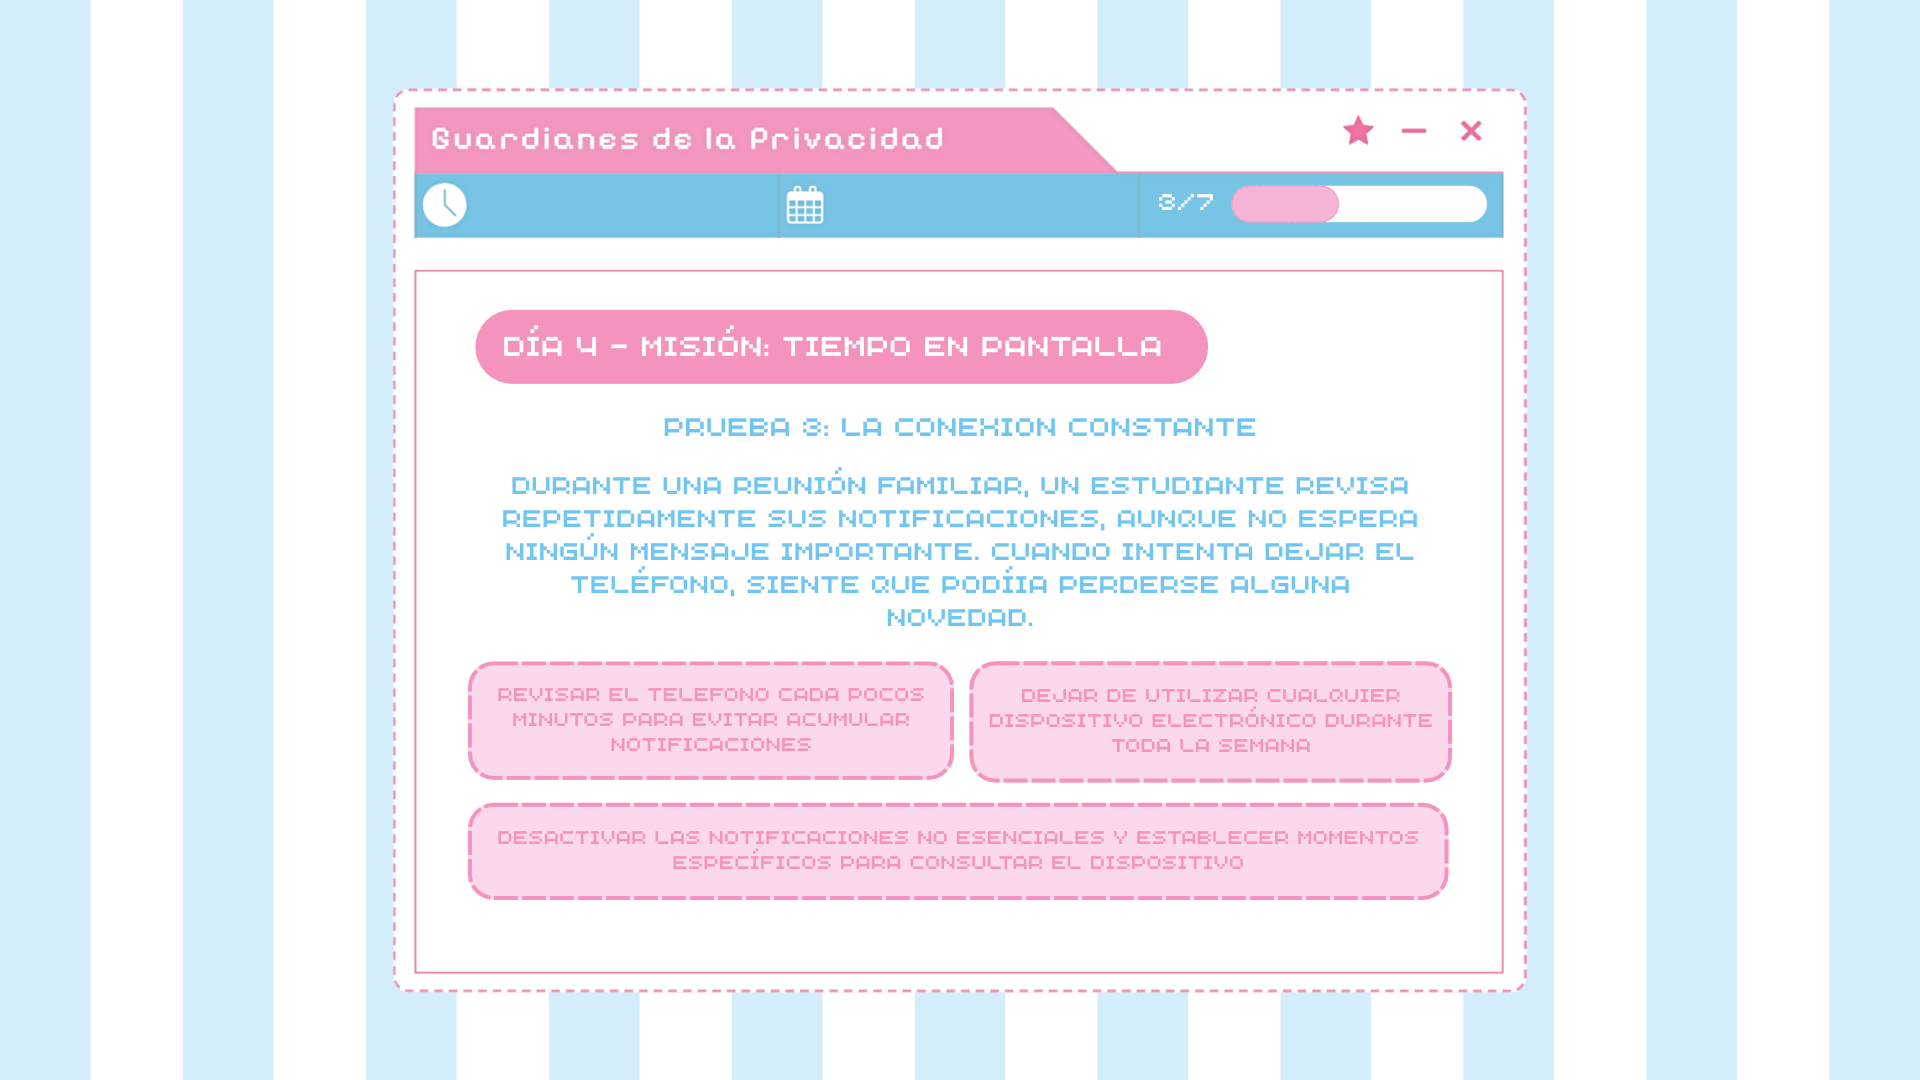 Guardianes de la Privacidad
3/7
DÍA 4 - MISIÓN: TIEMPO EN PANTALLA
PRUEBA 3: LA CONEXION CONSTANTE
DURANTE UNA REUNIÓN FAMILIAR, UN ESTUDIANTE REVISA
REPETIDAMENTE SUS NOTIFICACIONES, AUNQUE NO ESPERA
NINGÚN MENSAJE IMPORTANTE. CUANDO INTENTA DEJAR EL
TELÉFONO, SIENTE QUE PODÍIA PERDERSE ALGUNA
NOVEDAD.
REVISAR EL TELEFONO CADA POCOS
MINUTOS PARA EVITAR ACUMULAR
NOTIFICACIONES
DEJAR DE UTILIZAR CUALQUIER
DISPOSITIVO ELECTRÓNICO DURANTE
TODA LA SEMANA
DESACTIVAR LAS NOTIFICACIONES NO ESENCIALES Y ESTABLECER MOMENTOS
ESPECÍFICOS PARA CONSULTAR EL DISPOSITIVO